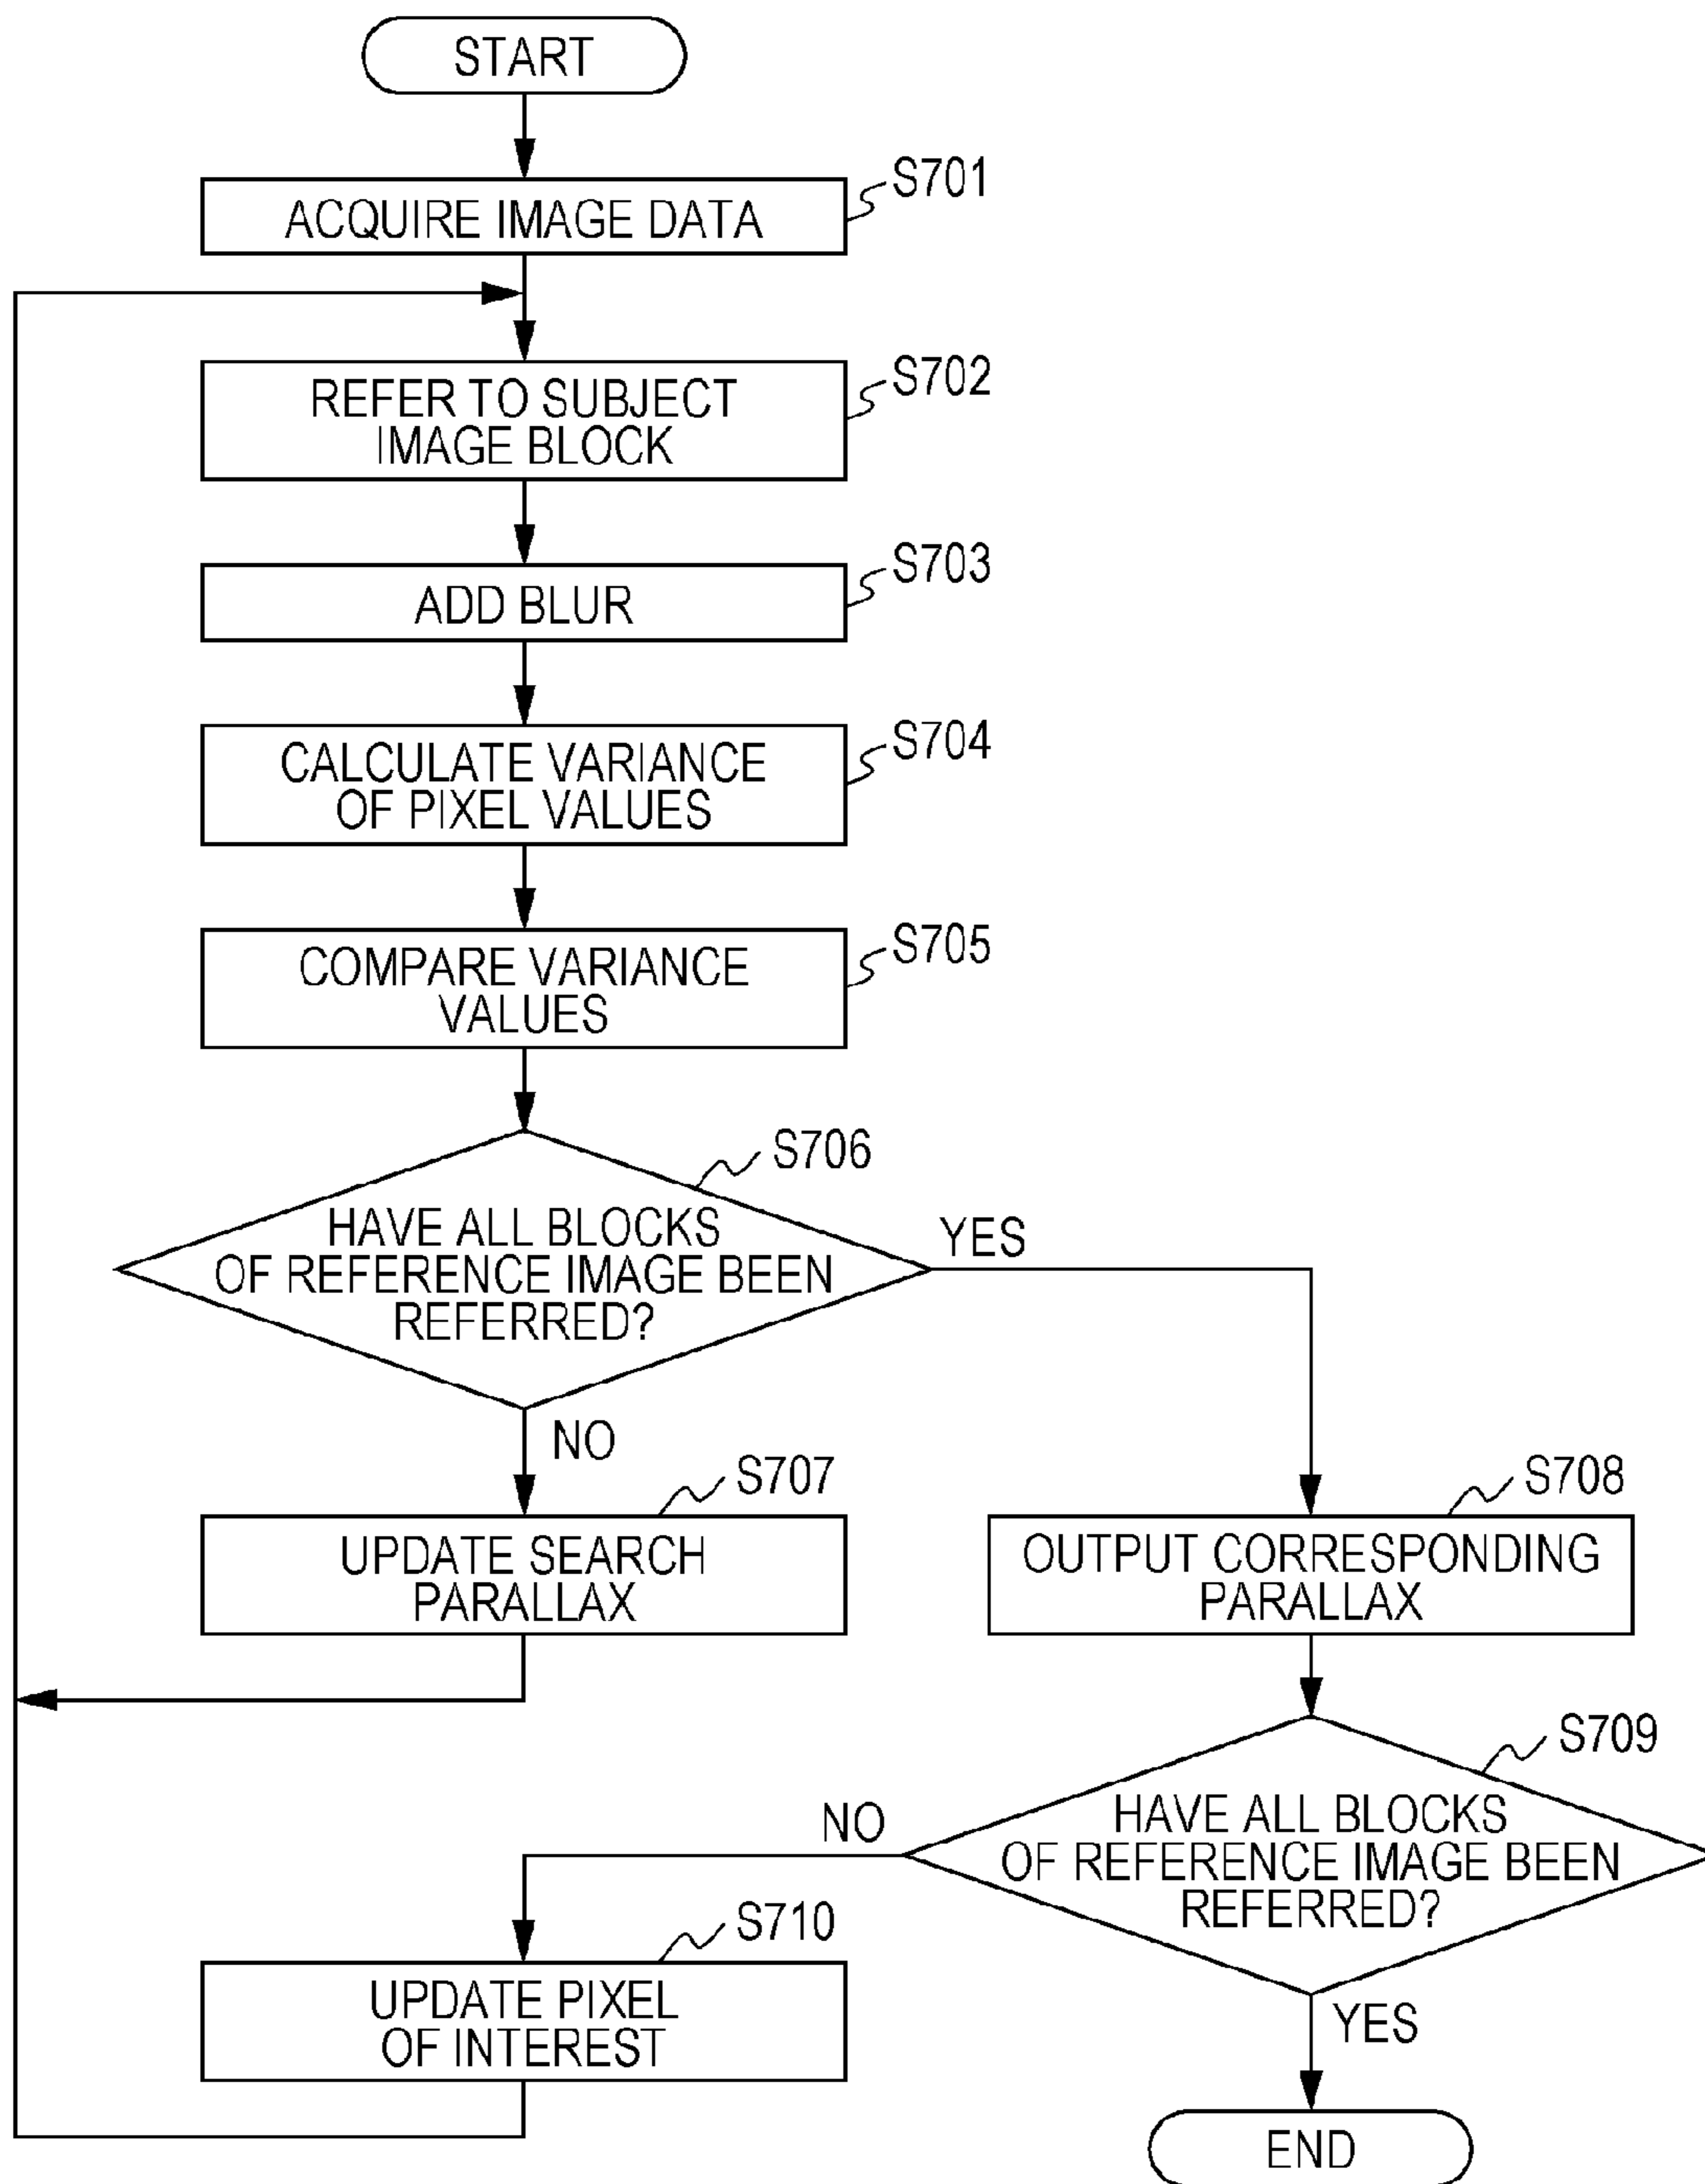 START
S701
ACQUIRE IMAGE DATA
S702
REFER TO SUBJECT
IMAGE BLOCK
S703
ADD BLUR
S704
CALCULATE VARIANCE
OF PIXEL VALUES
S705
COMPARE VARIANCE
VALUES
S706
HAVE ALL BLOCKS
OF REFERENCE IMAGE BEEN
REFERRED?
YES
NO
S707
UPDATE SEARCH
PARALLAX
S708
OUTPUT CORRESPONDING
PARALLAX
S709
HAVE ALL BLOCKS
OF REFERENCE IMAGE BEEN
REFERRED?
NO
S710
UPDATE PIXEL
OF INTEREST
YES
END